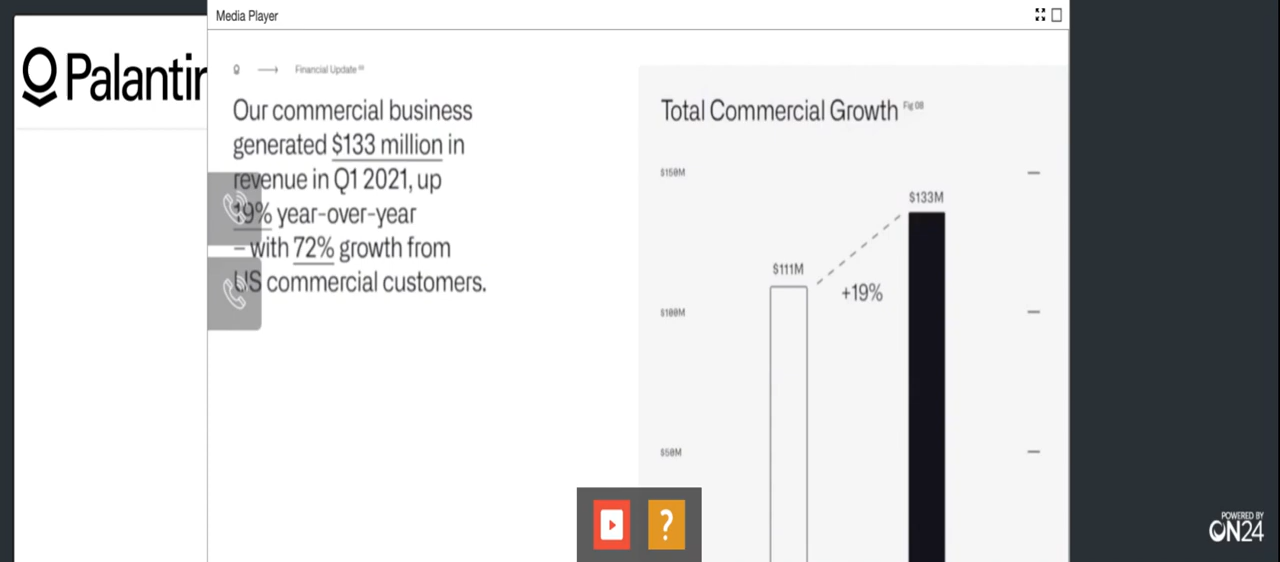 Media Player
Palantir
Financial Update
Our commercial business
generated $133 million in
revenue in Q1 2021, up
19% year-over-year
– with 72% growth from
US commercial customers.
Total Commercial Growth Fig 08
$150M
$133M
$111M
+19%
$100M
$50M
?
POWERED BY
ON24